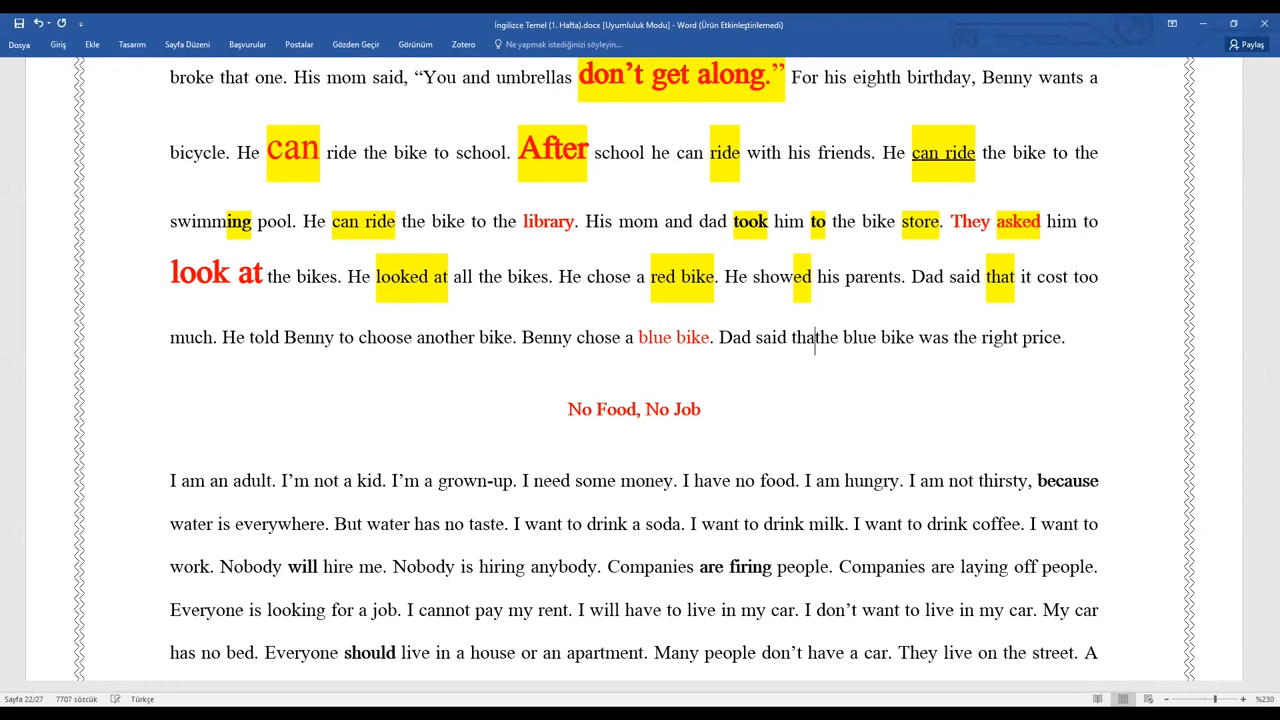 İngilizce Temel (1. Hafta).docx [Uyumluluk Modu] - Word (Ürün Etkinleştirilemedi)
Dosya Giriş Ekle Tasarım Sayfa Düzeni Başvurular Postalar Gözden Geçir Görünüm Zotero Ne yapmak istediğinizi söyleyin... Paylaş
broke that one. His mom said, “You and umbrellas don’t get along.” For his eighth birthday, Benny wants a
bicycle. He can ride the bike to school. After school he can ride with his friends. He can ride the bike to the
swimming pool. He can ride the bike to the library. His mom and dad took him to the bike store. They asked him to
look at the bikes. He looked at all the bikes. He chose a red bike. He showed his parents. Dad said that it cost too
much. He told Benny to choose another bike. Benny chose a blue bike. Dad said thathe blue bike was the right price.
No Food, No Job
I am an adult. I’m not a kid. I’m a grown-up. I need some money. I have no food. I am hungry. I am not thirsty, because
water is everywhere. But water has no taste. I want to drink a soda. I want to drink milk. I want to drink coffee. I want to
work. Nobody will hire me. Nobody is hiring anybody. Companies are firing people. Companies are laying off people.
Everyone is looking for a job. I cannot pay my rent. I will have to live in my car. I don’t want to live in my car. My car
has no bed. Everyone should live in a house or an apartment. Many people don’t have a car. They live on the street. A
Sayfa 22/27 7707 sözcük Türkçe %230